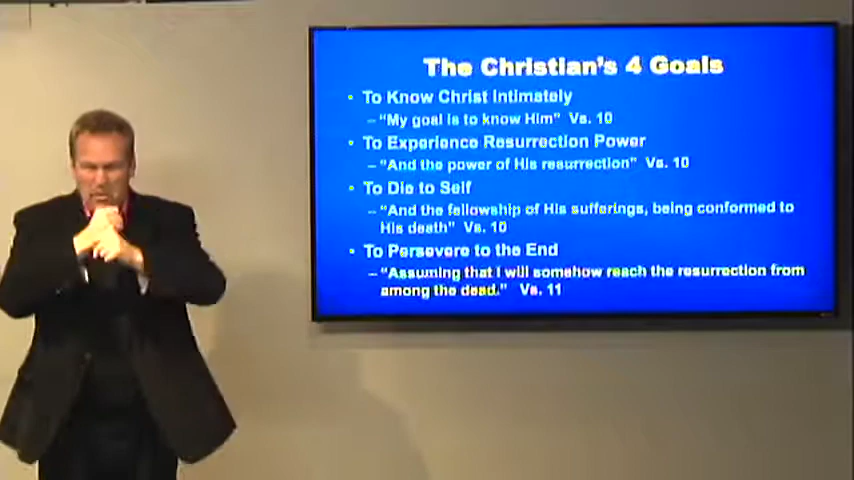 The Christian's 4 Goals
• To Know Christ Intimately
– "My goal is to know Him" Vs. 10
• To Experience Resurrection Power
– "And the power of His resurrection" Vs. 10
• To Die to Self
– "And the fellowship of His sufferings, being conformed to
His death" Vs. 10
• To Persevere to the End
– "Assuming that I will somehow reach the resurrection from
among the dead." Vs. 11